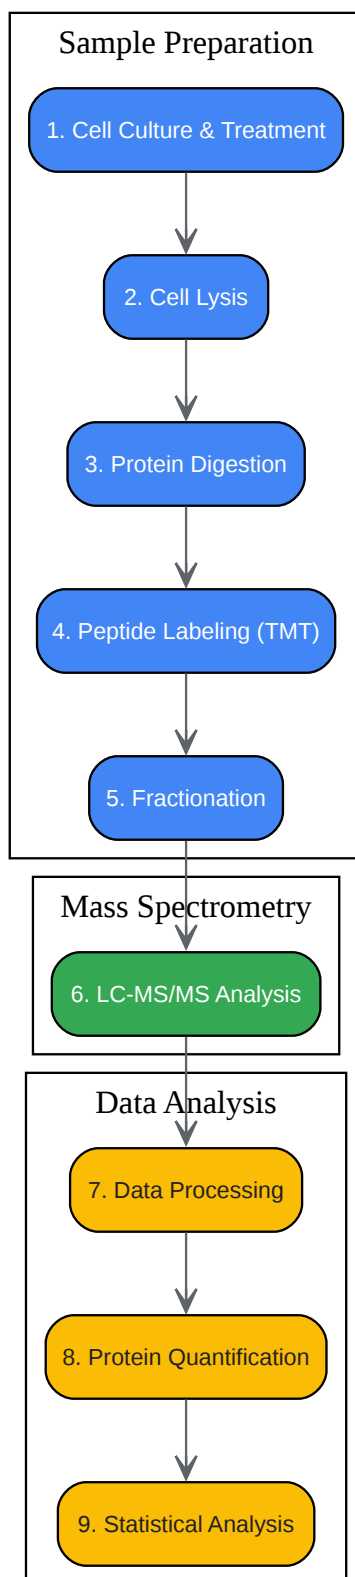 Sample Preparation
1. Cell Culture & Treatment
2. Cell Lysis
3. Protein Digestion
4. Peptide Labeling (TMT)
5. Fractionation
Mass Spectrometry
6. LC-MS/MS Analysis
Data Analysis
7. Data Processing
8. Protein Quantification
9. Statistical Analysis